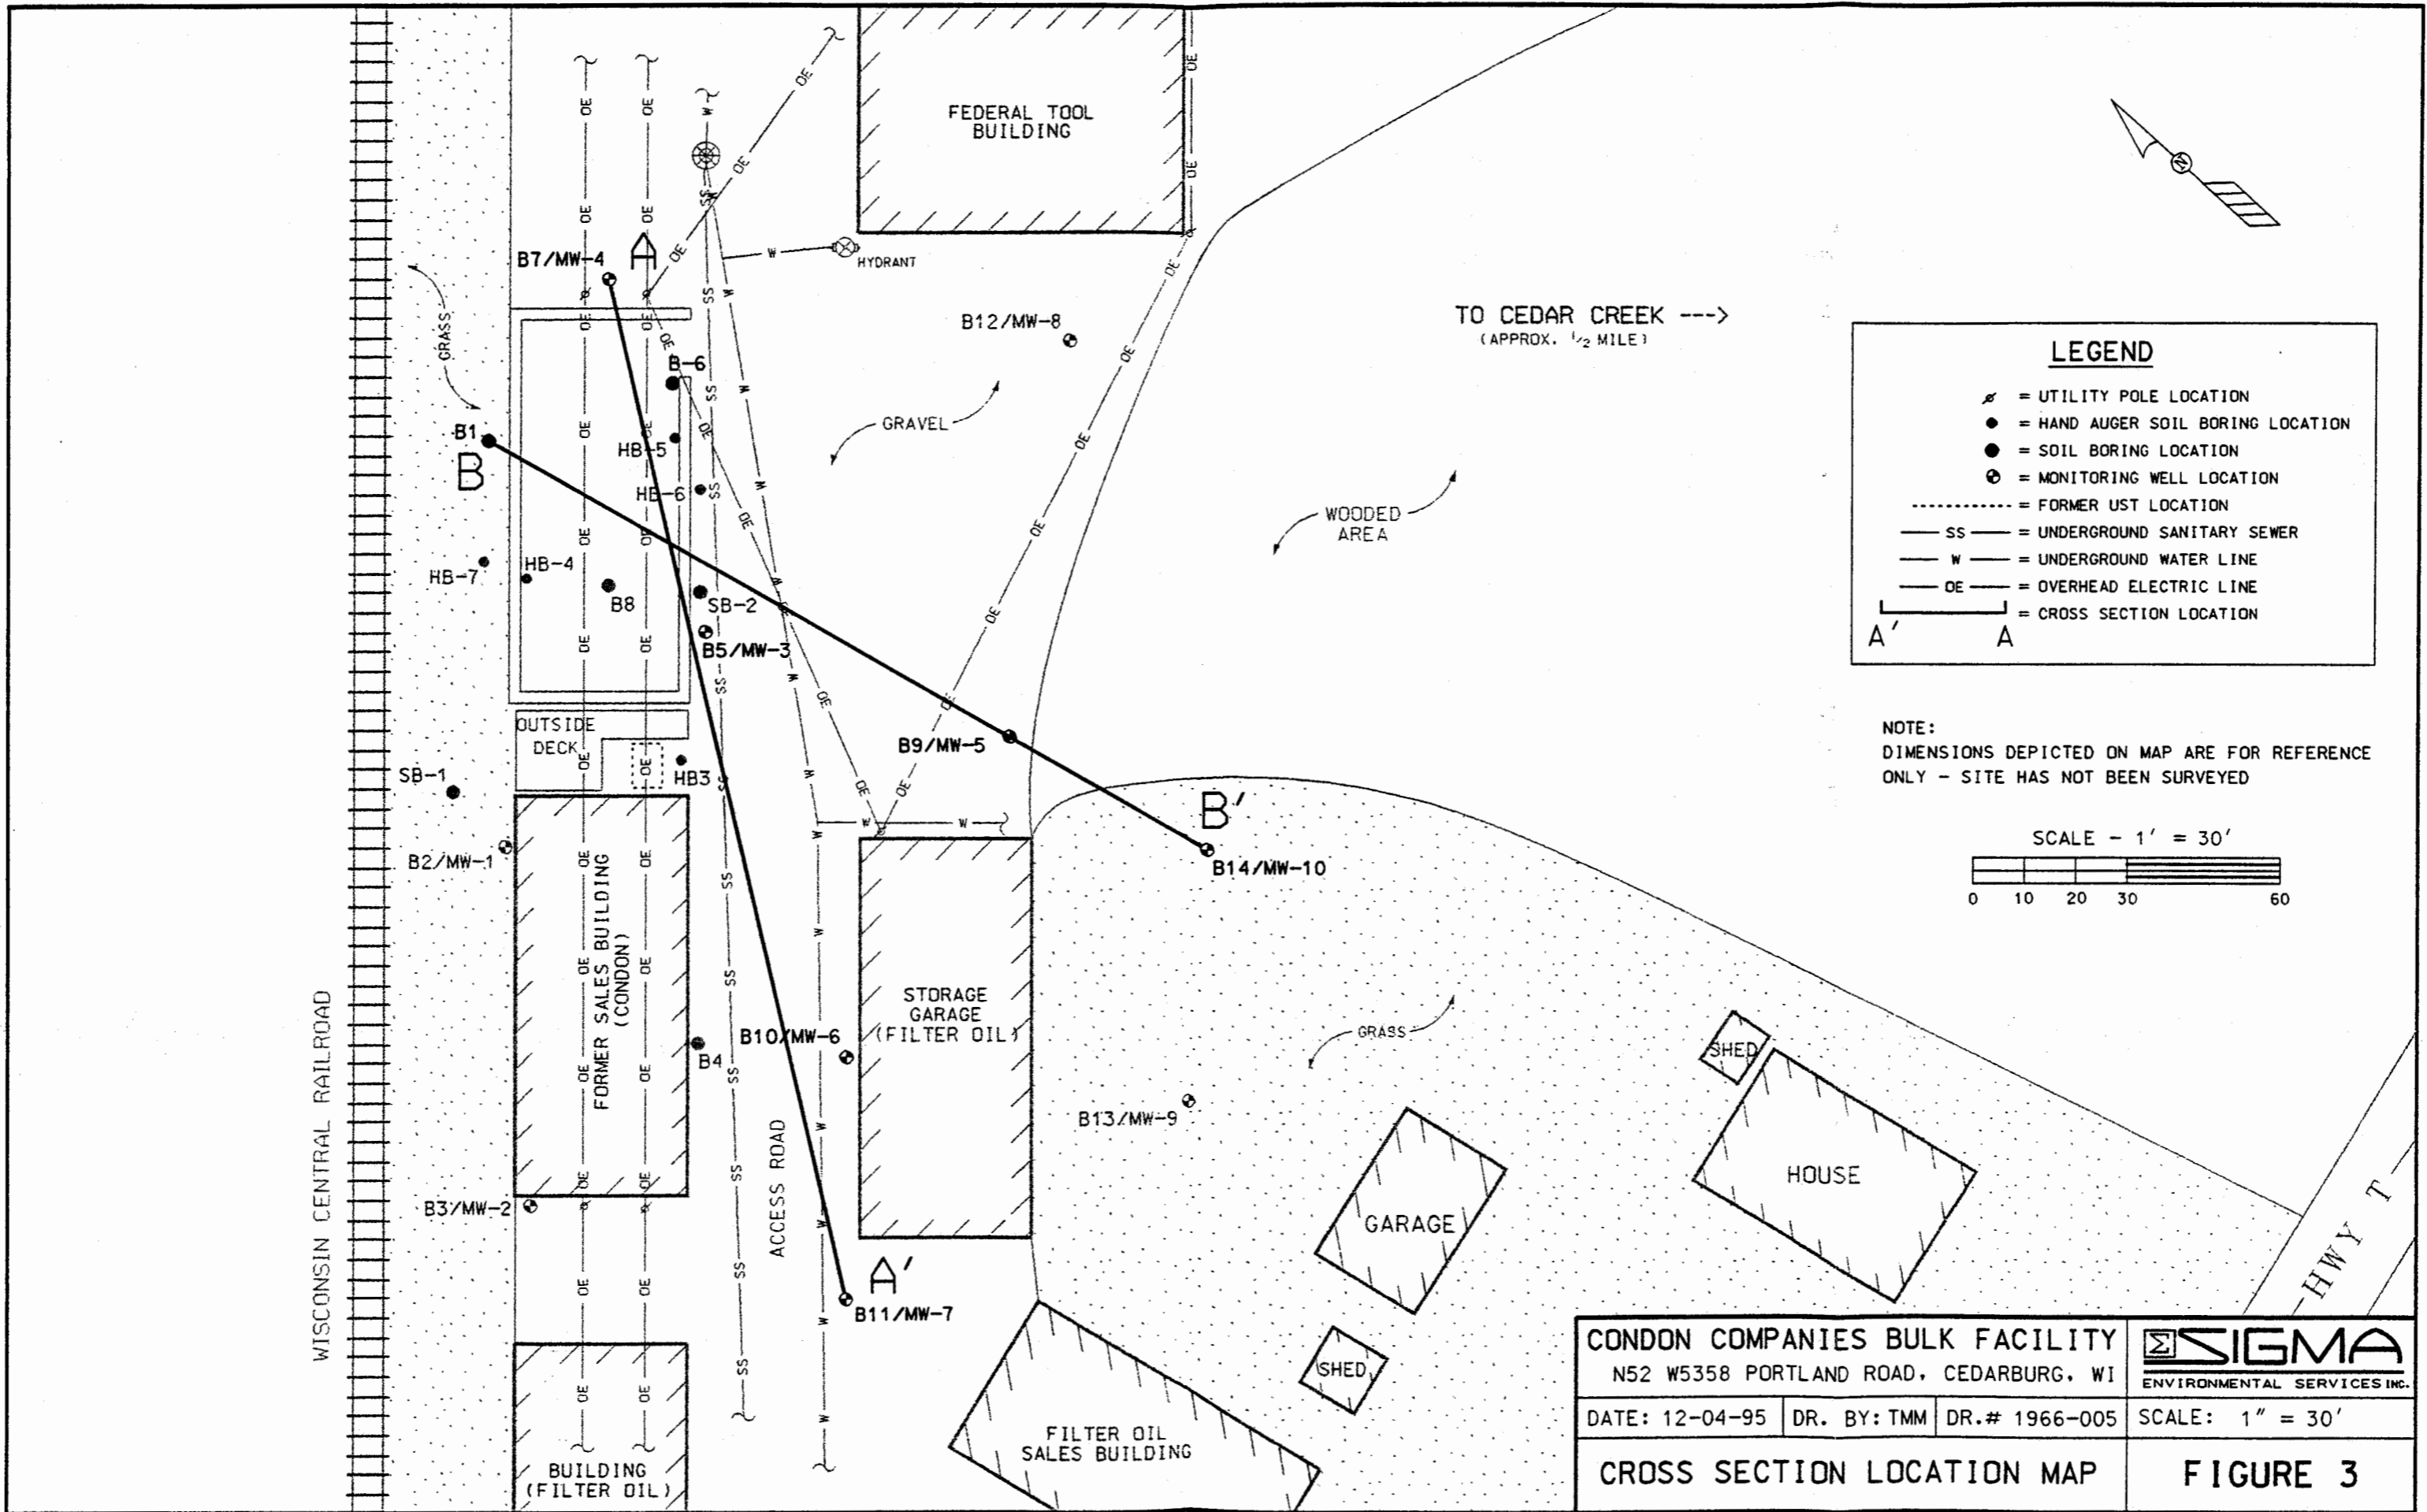 FEDERAL TOOL
BUILDING
N
HYDRANT
A
B7/MW-4
GRASS
B12/MW-8
TO CEDAR CREEK --->
(APPROX. 1/2 MILE)
B-6
GRAVEL
B1
B
HB-5
HB-6
WOODED
AREA
HB-7
HB-4
B8
SB-2
B5/MW-3
OUTSIDE
DECK
B9/MW-5
SB-1
HB3
B'
B2/MW-1
B14/MW-10
FORMER SALES BUILDING
(CONDON)
STORAGE
GARAGE
(FILTER OIL)
B10/MW-6
B4
GRASS
SHED
B13/MW-9
HOUSE
GARAGE
B3/MW-2
ACCESS ROAD
WISCONSIN CENTRAL RAILROAD
A'
B11/MW-7
SHED
HWY T
FILTER OIL
SALES BUILDING
BUILDING
(FILTER OIL)
OE
SS
W
LEGEND
= UTILITY POLE LOCATION
= HAND AUGER SOIL BORING LOCATION
= SOIL BORING LOCATION
= MONITORING WELL LOCATION
= FORMER UST LOCATION
SS = UNDERGROUND SANITARY SEWER
W = UNDERGROUND WATER LINE
OE = OVERHEAD ELECTRIC LINE
= CROSS SECTION LOCATION
A' A
NOTE:
DIMENSIONS DEPICTED ON MAP ARE FOR REFERENCE
ONLY - SITE HAS NOT BEEN SURVEYED
SCALE - 1' = 30'
0 10 20 30 60
CONDON COMPANIES BULK FACILITY
N52 W5358 PORTLAND ROAD, CEDARBURG, WI
Σ SIGMA
ENVIRONMENTAL SERVICES INC.
DATE: 12-04-95 DR. BY: TMM DR.# 1966-005 SCALE: 1" = 30'
CROSS SECTION LOCATION MAP
FIGURE 3